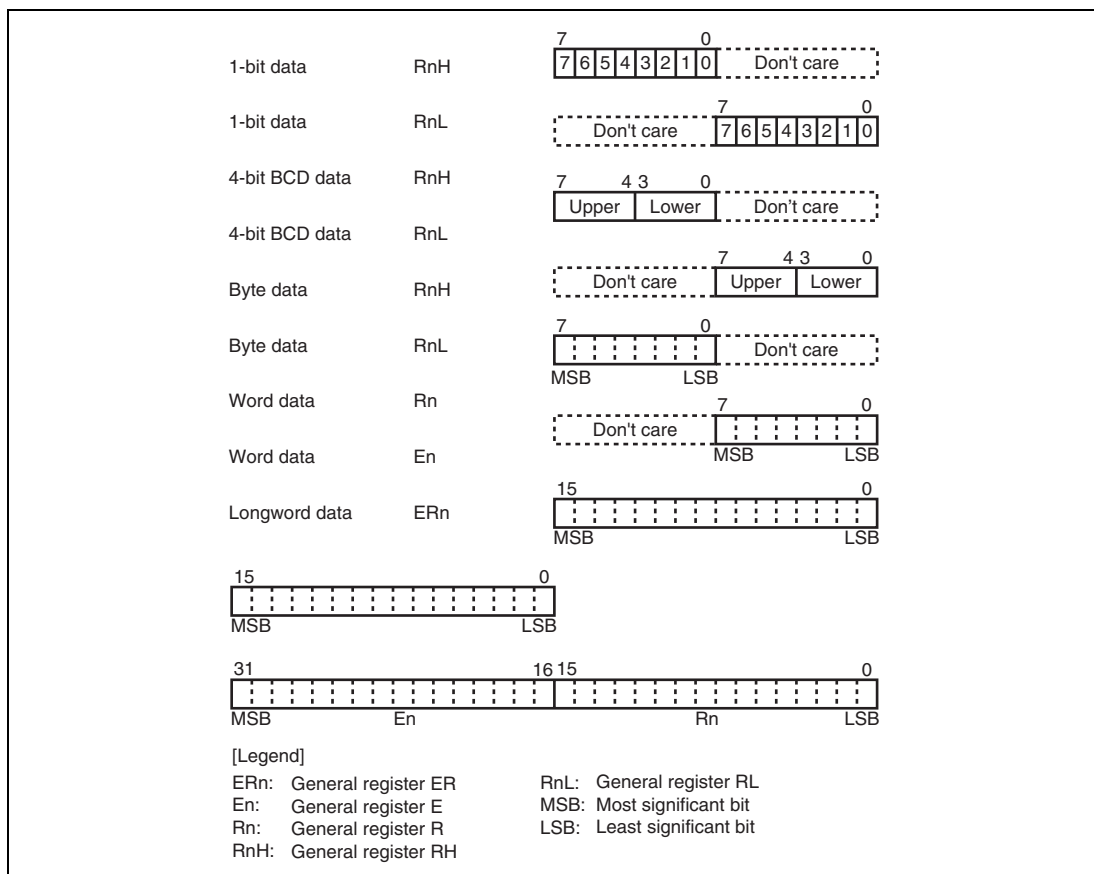 7 0
1-bit data RnH 7 6 5 4 3 2 1 0 Don't care
7 0
1-bit data RnL Don't care 7 6 5 4 3 2 1 0
4-bit BCD data RnH 7 4 3 0
Upper Lower Don't care
4-bit BCD data RnL
7 4 3 0
Byte data RnH Don't care Upper Lower
7 0
Byte data RnL Don't care
MSB LSB
Word data Rn 7 0
Don't care
MSB LSB
Word data En
15 0
Longword data ERn
MSB LSB
15 0
MSB LSB
31 16 15 0
MSB En Rn LSB
[Legend]
ERn: General register ER RnL: General register RL
En: General register E MSB: Most significant bit
Rn: General register R LSB: Least significant bit
RnH: General register RH